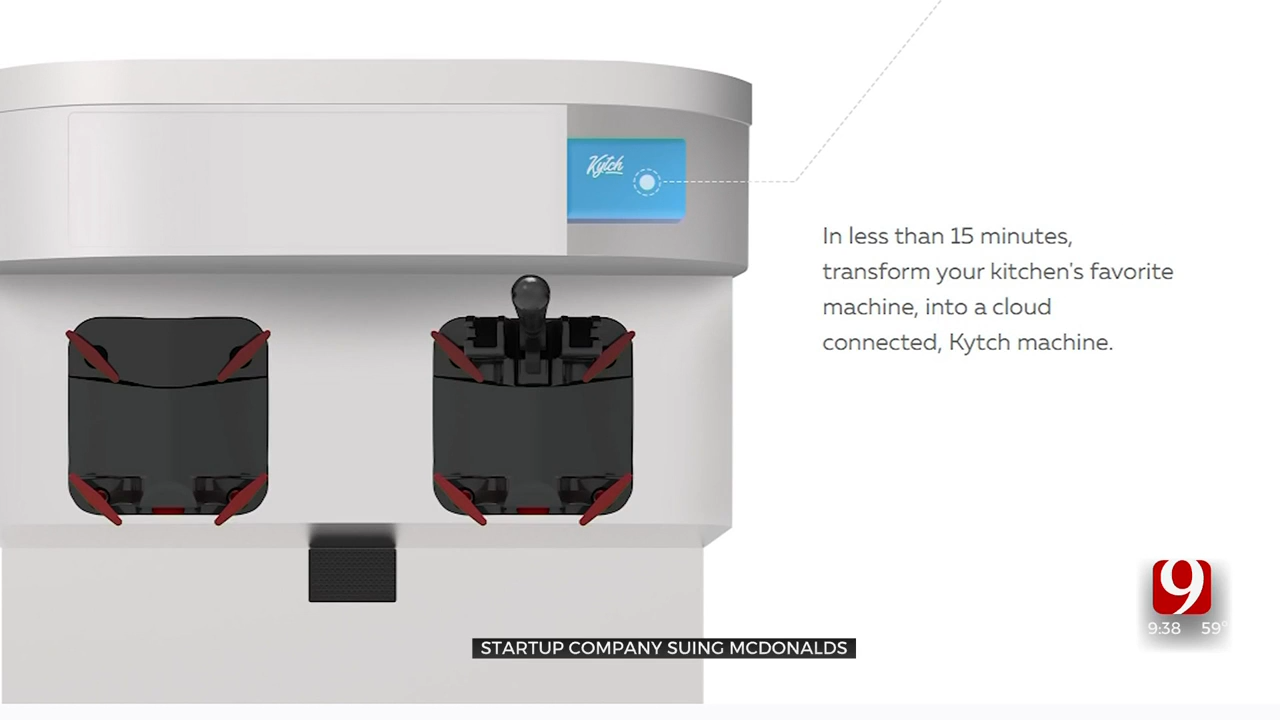 Kytch
In less than 15 minutes,
transform your kitchen's favorite
machine, into a cloud
connected, Kytch machine.
9
9:38 59°
STARTUP COMPANY SUING MCDONALDS